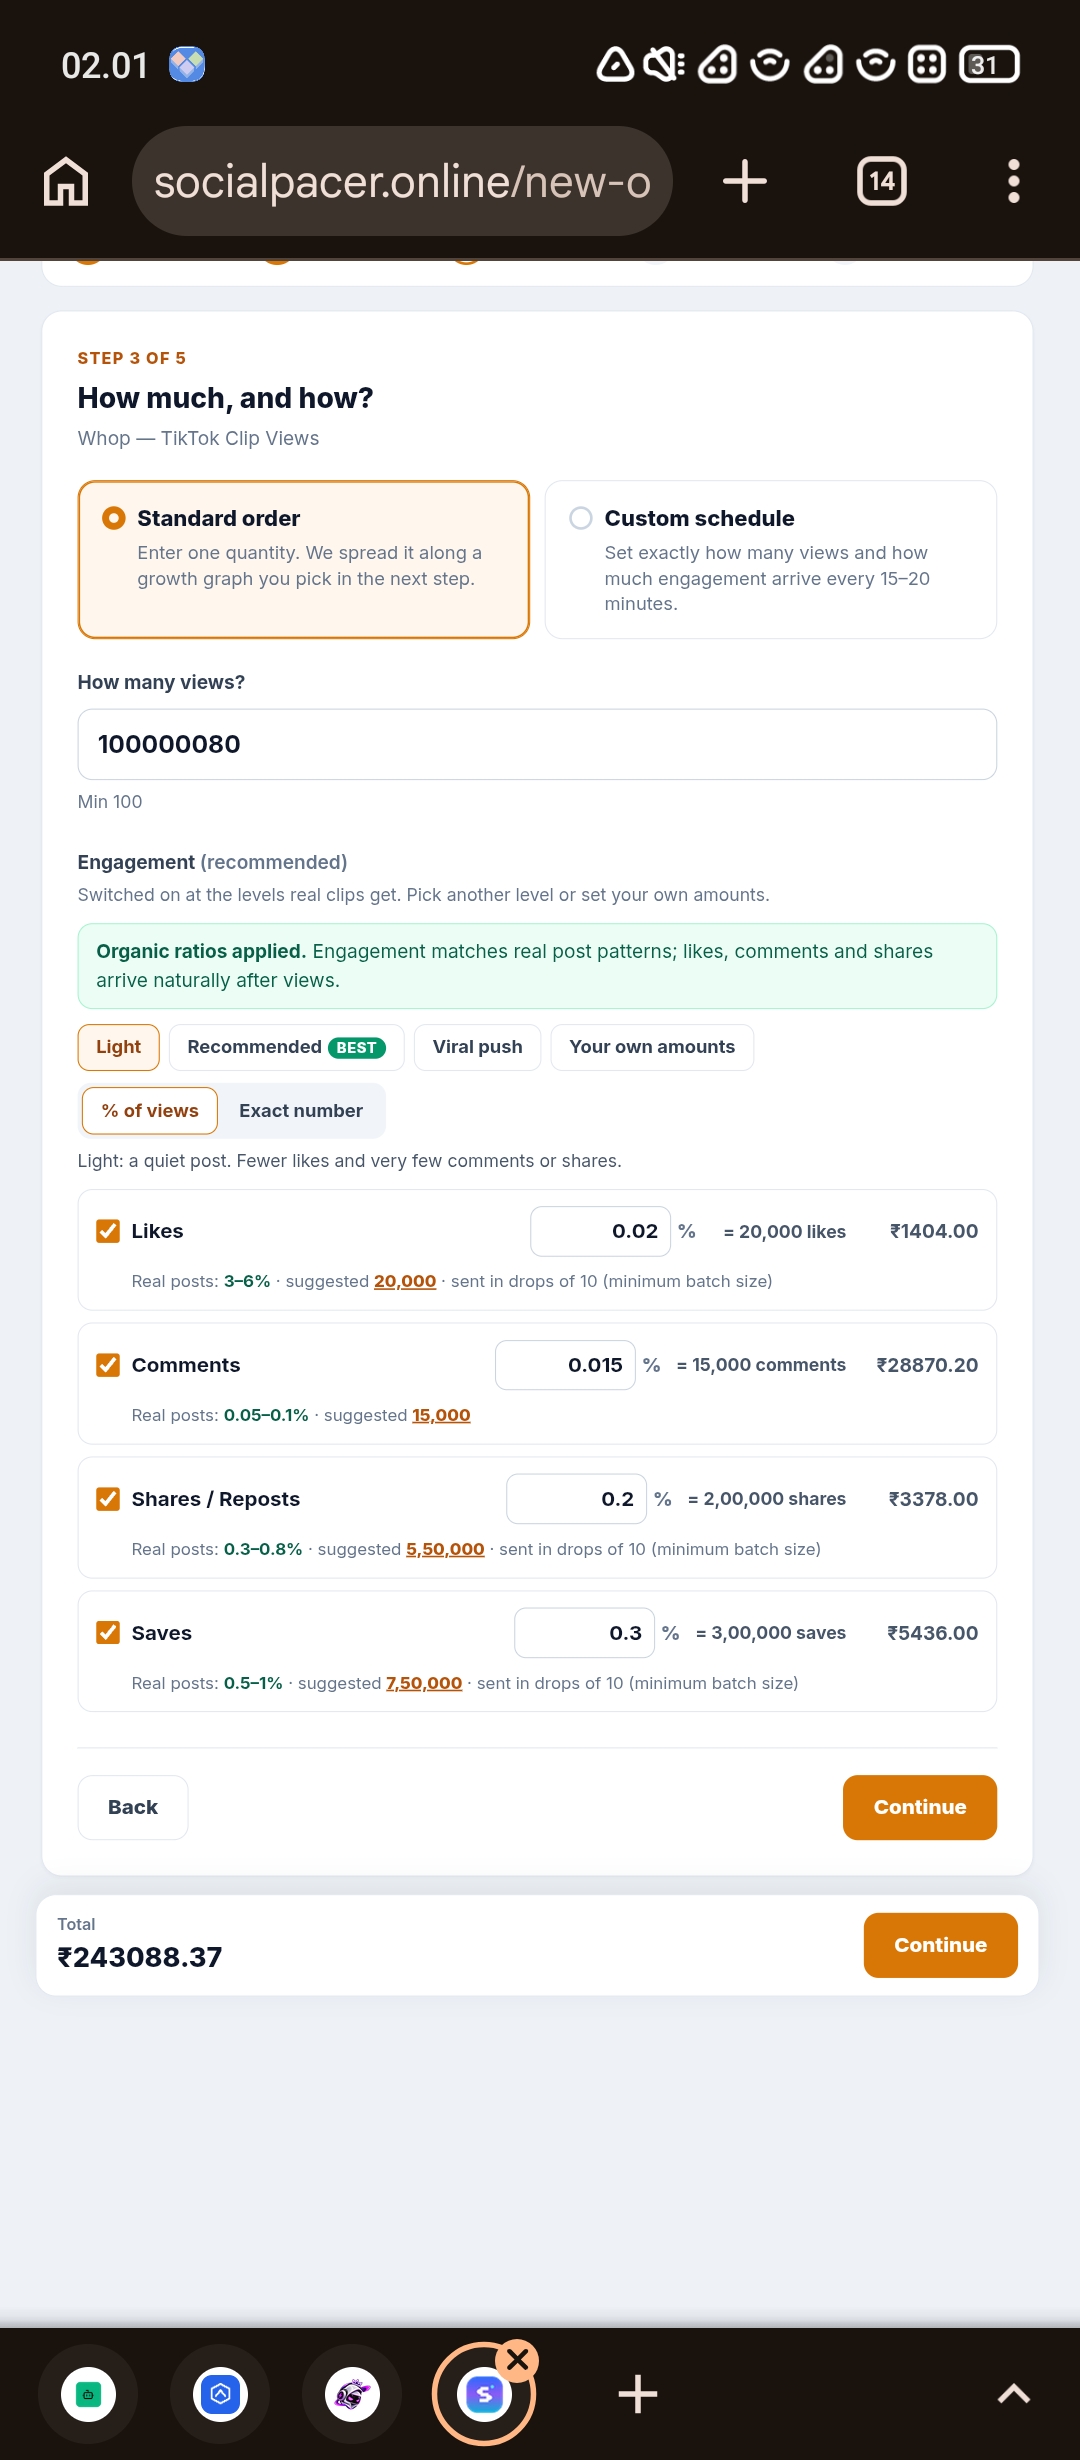 02.01
31
socialpacer.online/new-o
14
STEP 3 OF 5
How much, and how?
Whop — TikTok Clip Views
Standard order
Enter one quantity. We spread it along a
growth graph you pick in the next step.
Custom schedule
Set exactly how many views and how
much engagement arrive every 15–20
minutes.
How many views?
100000080
Min 100
Engagement (recommended)
Switched on at the levels real clips get. Pick another level or set your own amounts.
Organic ratios applied. Engagement matches real post patterns; likes, comments and shares
arrive naturally after views.
Light
Recommended BEST
Viral push
Your own amounts
% of views
Exact number
Light: a quiet post. Fewer likes and very few comments or shares.
Likes 0.02 % = 20,000 likes ₹1404.00
Real posts: 3–6% · suggested 20,000 · sent in drops of 10 (minimum batch size)
Comments 0.015 % = 15,000 comments ₹28870.20
Real posts: 0.05–0.1% · suggested 15,000
Shares / Reposts 0.2 % = 2,00,000 shares ₹3378.00
Real posts: 0.3–0.8% · suggested 5,50,000 · sent in drops of 10 (minimum batch size)
Saves 0.3 % = 3,00,000 saves ₹5436.00
Real posts: 0.5–1% · suggested 7,50,000 · sent in drops of 10 (minimum batch size)
Back
Continue
Total
₹243088.37
Continue